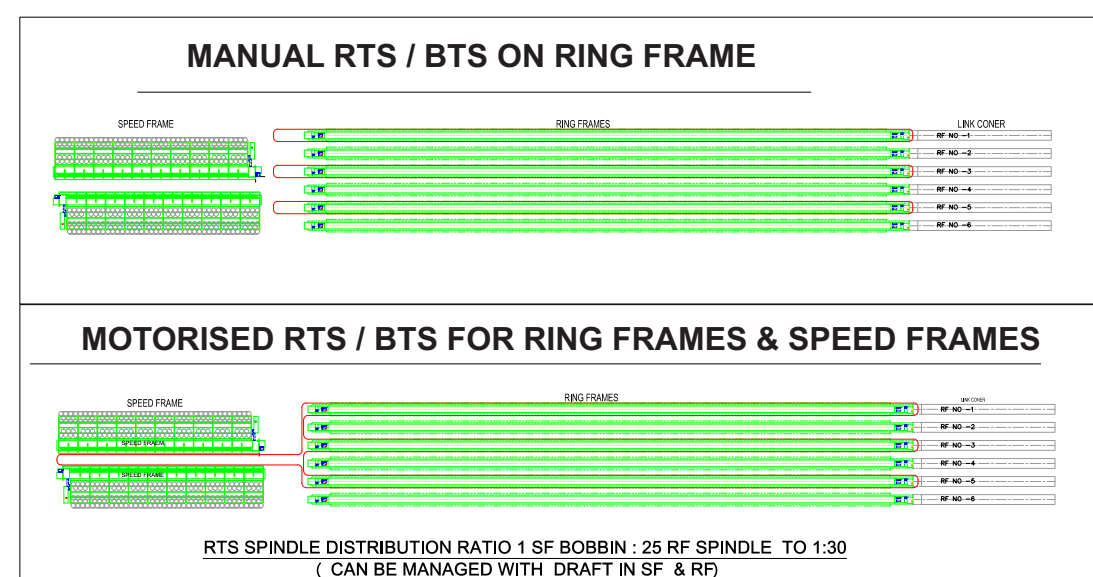 MANUAL RTS / BTS ON RING FRAME
SPEED FRAME
RING FRAMES
LINK CONER
RF NO -1
RF NO -2
RF NO -3
RF NO -4
RF NO -5
RF NO -6
MOTORISED RTS / BTS FOR RING FRAMES & SPEED FRAMES
SPEED FRAME
RING FRAMES
LINK CONER
RF NO -1
RF NO -2
SPEED FRAEM
RF NO -3
RF NO -4
SPEED FRAME
RF NO -5
RF NO -6
RTS SPINDLE DISTRIBUTION RATIO 1 SF BOBBIN : 25 RF SPINDLE TO 1:30
( CAN BE MANAGED WITH DRAFT IN SF & RF)